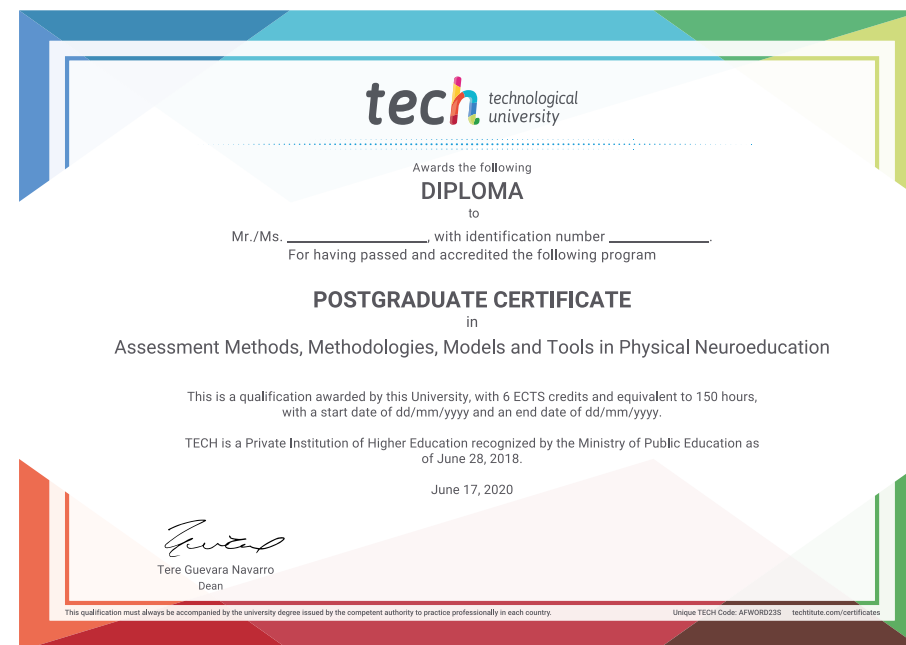 tech technological
university
Awards the following
DIPLOMA
to
Mr./Ms. ____________________, with identification number __________________.
For having passed and accredited the following program
POSTGRADUATE CERTIFICATE
in
Assessment Methods, Methodologies, Models and Tools in Physical Neuroeducation
This is a qualification awarded by this University, with 6 ECTS credits and equivalent to 150 hours,
with a start date of dd/mm/yyyy and an end date of dd/mm/yyyy.
TECH is a Private Institution of Higher Education recognized by the Ministry of Public Education as
of June 28, 2018.
June 17, 2020
Tere Guevara Navarro
Dean
This qualification must always be accompanied by the university degree issued by the competent authority to practice professionally in each country.
Unique TECH Code: AFWORD23S techtitute.com/certificates